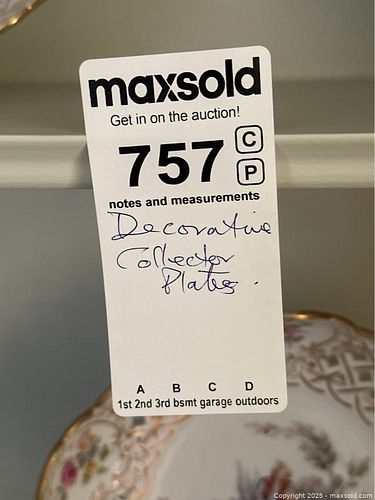 maxsold
Get in on the auction!
757 C
P
notes and measurements
Decorative
Collector
Plates.
A B C D
1st 2nd 3rd bsmt garage outdoors
Copyright 2025 - maxsold.com